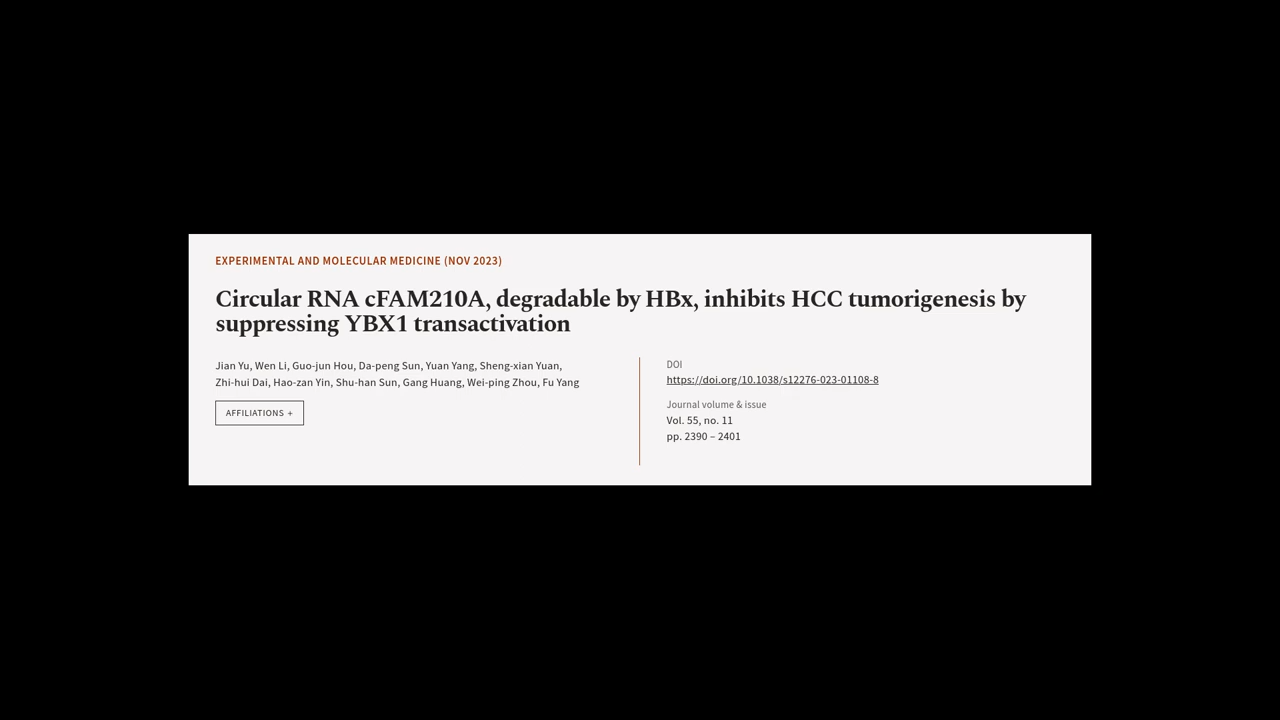 EXPERIMENTAL AND MOLECULAR MEDICINE (NOV 2023)
Circular RNA cFAM210A, degradable by HBx, inhibits HCC tumorigenesis by
suppressing YBX1 transactivation
Jian Yu, Wen Li, Guo-jun Hou, Da-peng Sun, Yuan Yang, Sheng-xian Yuan,
Zhi-hui Dai, Hao-zan Yin, Shu-han Sun, Gang Huang, Wei-ping Zhou, Fu Yang
AFFILIATIONS +
DOI
https://doi.org/10.1038/s12276-023-01108-8
Journal volume & issue
Vol. 55, no. 11
pp. 2390 – 2401